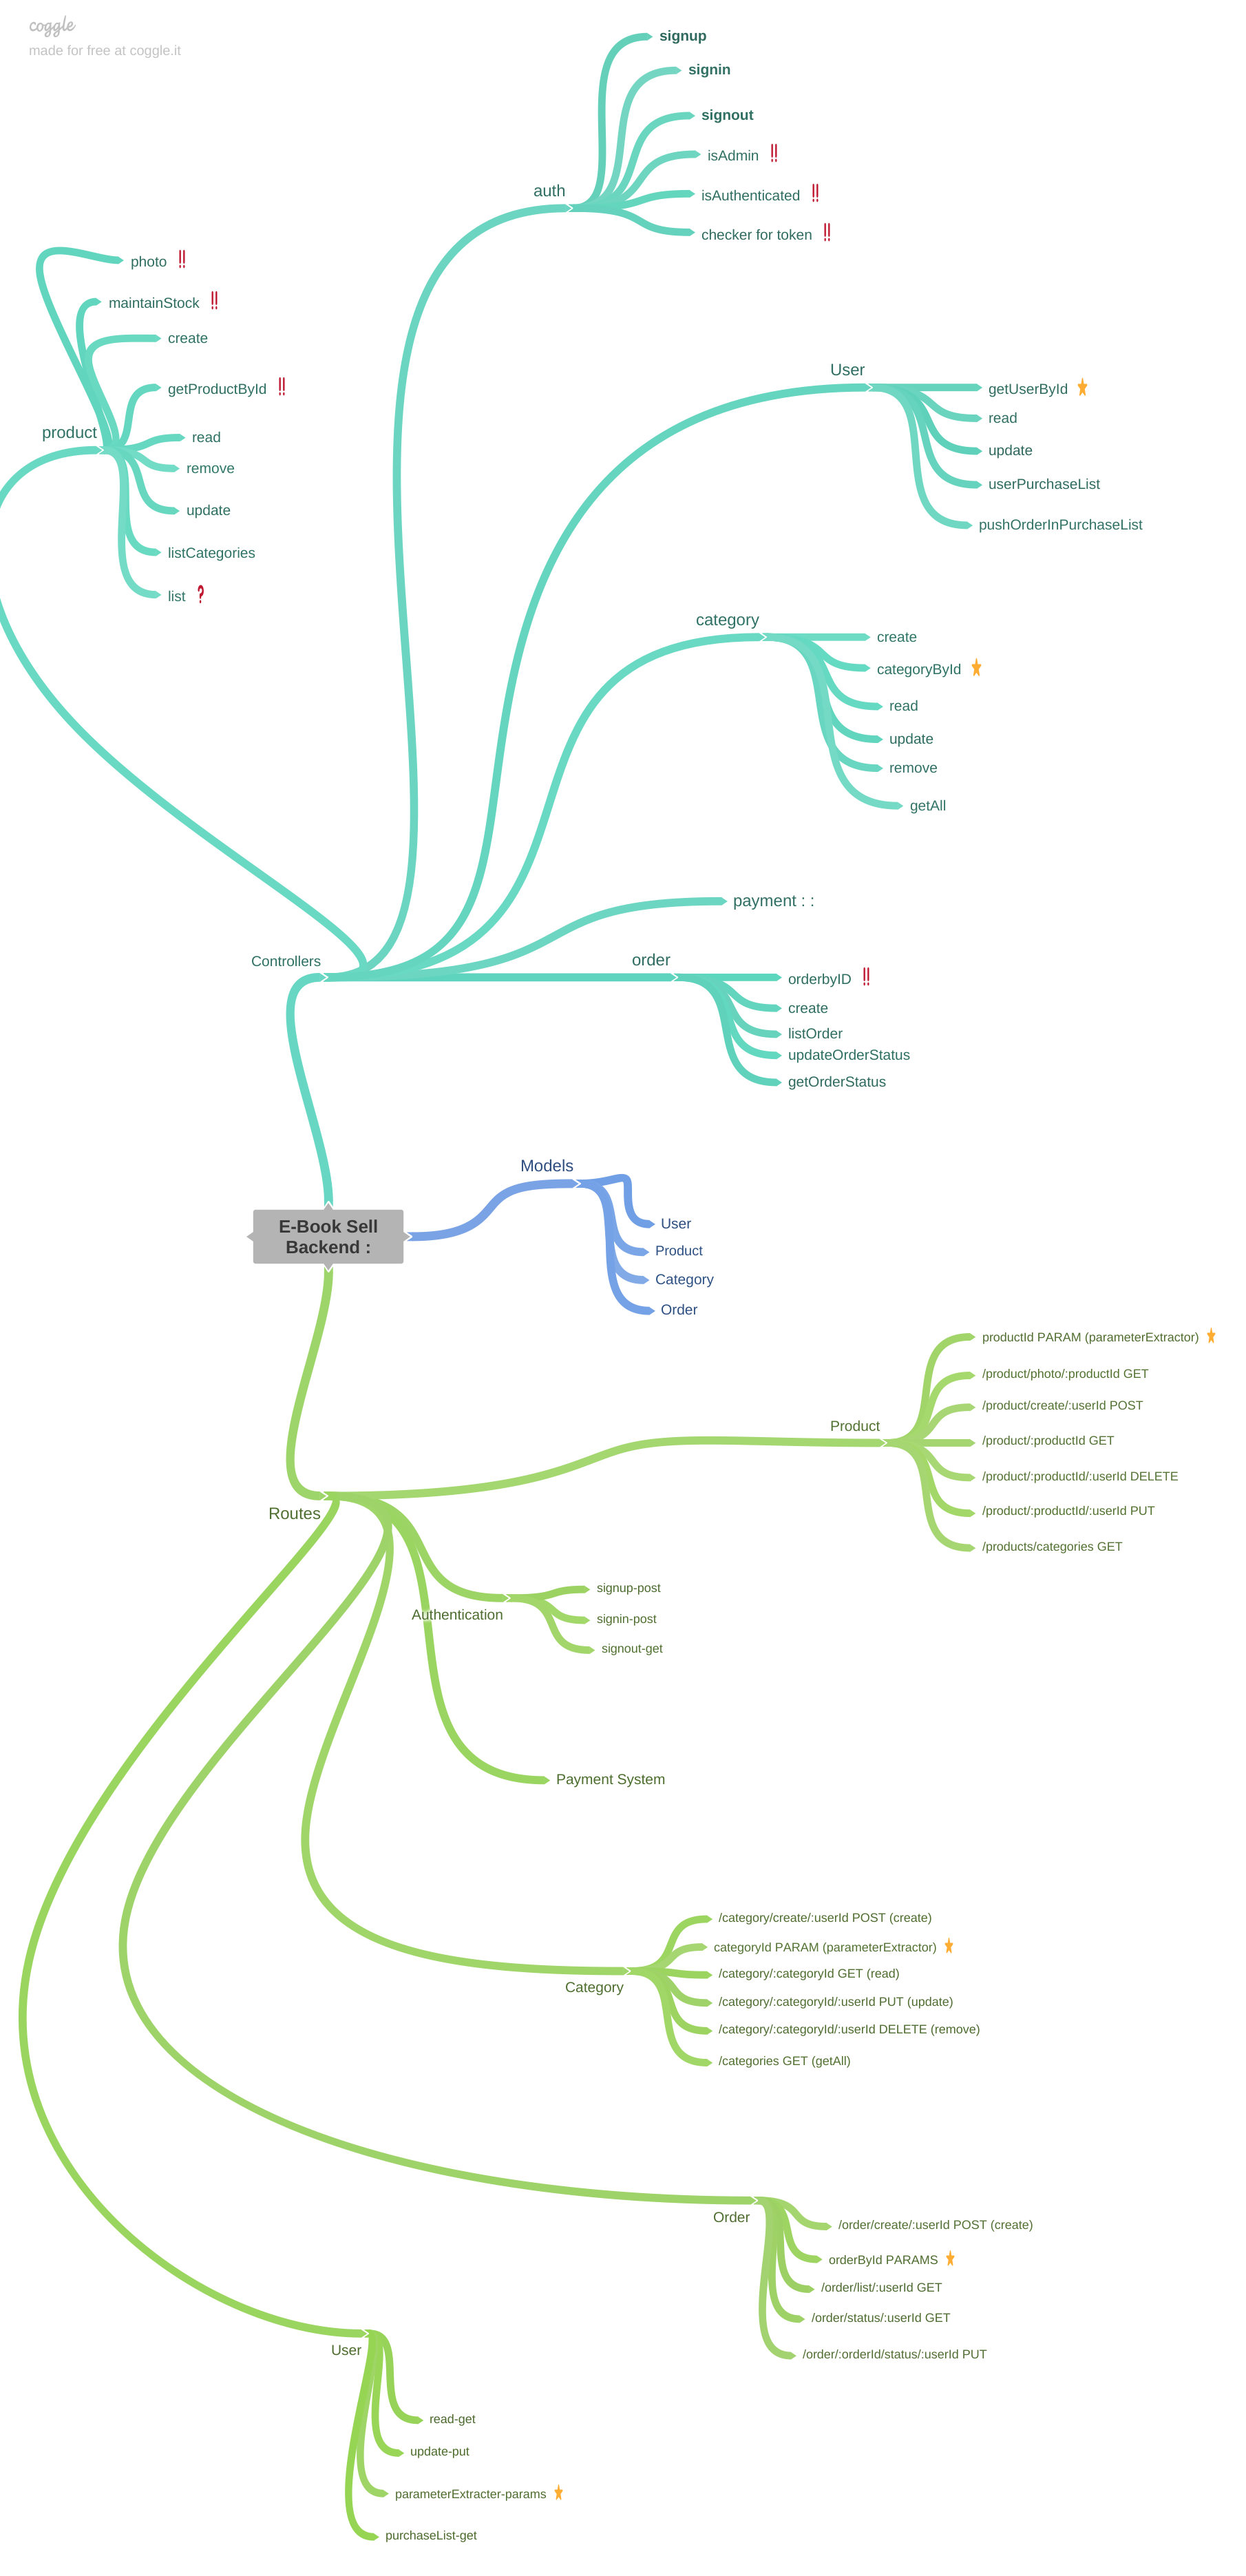 coggle
made for free at coggle.it
signup
signin
signout
isAdmin ‼
auth
isAuthenticated ‼
checker for token ‼
photo ‼
maintainStock ‼
create
getProductById ‼
product
read
remove
update
listCategories
list ?
User
getUserById
read
update
userPurchaseList
pushOrderInPurchaseList
category
create
categoryById
read
update
remove
getAll
payment : :
Controllers
order
orderbyID ‼
create
listOrder
updateOrderStatus
getOrderStatus
Models
E-Book Sell
Backend :
User
Product
Category
Order
productId PARAM (parameterExtractor)
/product/photo/:productId GET
/product/create/:userId POST
Product
/product/:productId GET
/product/:productId/:userId DELETE
/product/:productId/:userId PUT
/products/categories GET
Routes
signup-post
Authentication
signin-post
signout-get
Payment System
/category/create/:userId POST (create)
categoryId PARAM (parameterExtractor)
/category/:categoryId GET (read)
Category
/category/:categoryId/:userId PUT (update)
/category/:categoryId/:userId DELETE (remove)
/categories GET (getAll)
Order
/order/create/:userId POST (create)
orderById PARAMS
/order/list/:userId GET
/order/status/:userId GET
/order/:orderId/status/:userId PUT
User
read-get
update-put
parameterExtracter-params
purchaseList-get